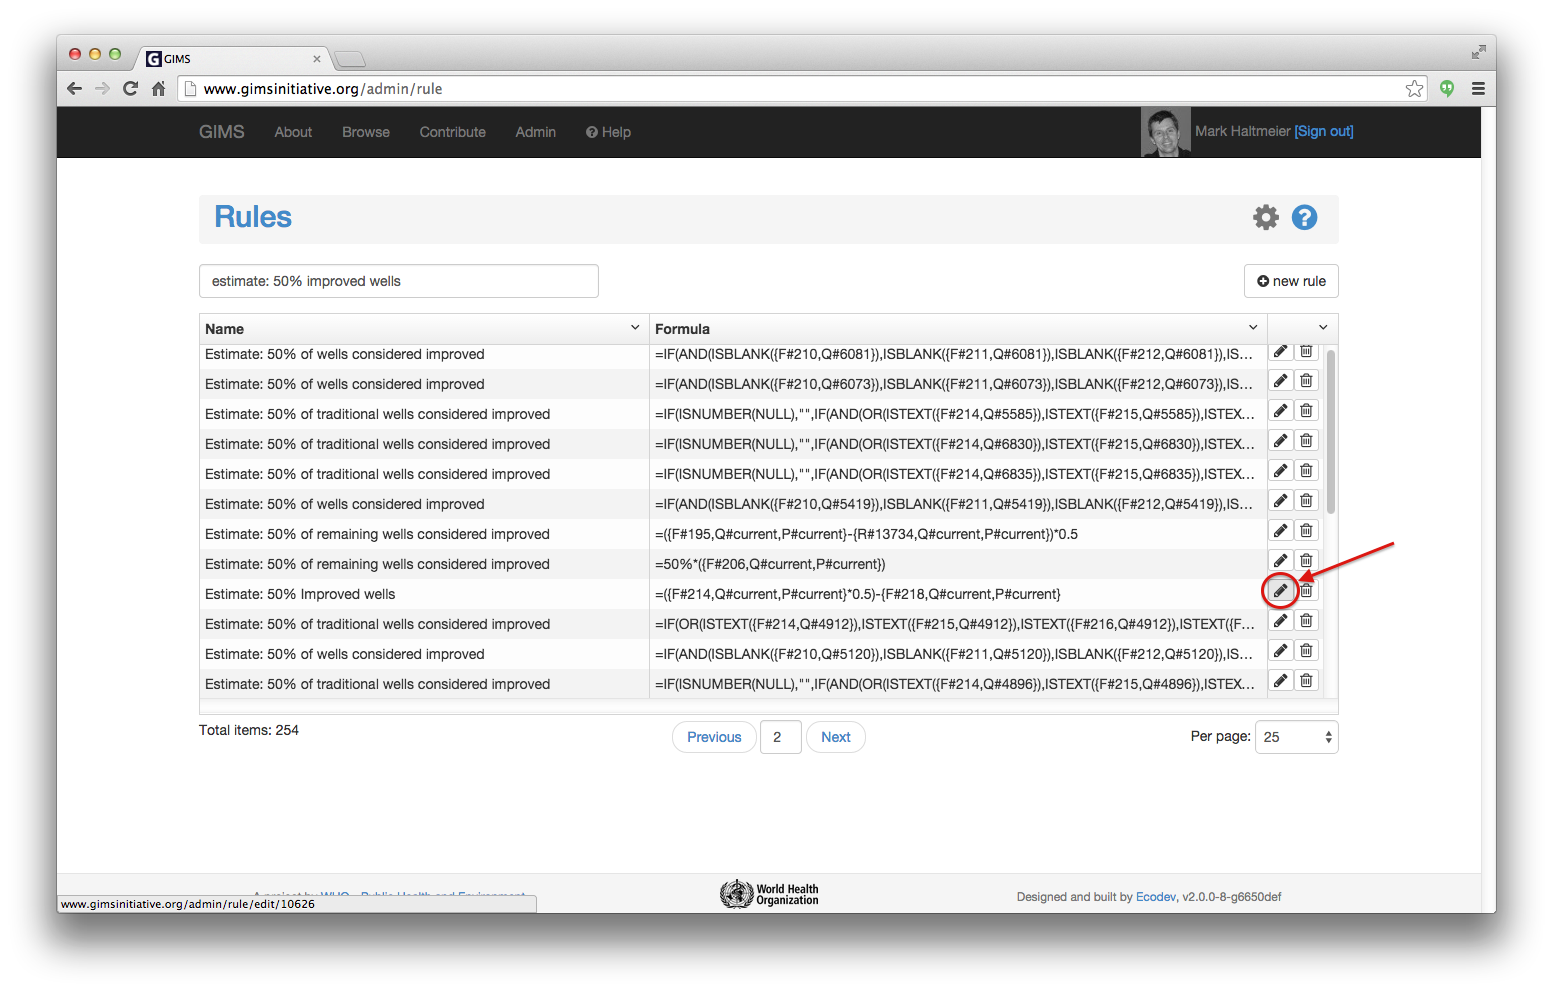 GIMS
www.gimsinitiative.org/admin/rule
GIMS About Browse Contribute Admin Help Mark Haltmeier [Sign out]
Rules
estimate: 50% improved wells new rule
Name Formula
Estimate: 50% of wells considered improved =IF(AND(ISBLANK({F#210,Q#6081}),ISBLANK({F#211,Q#6081}),ISBLANK({F#212,Q#6081}),IS...
Estimate: 50% of wells considered improved =IF(AND(ISBLANK({F#210,Q#6073}),ISBLANK({F#211,Q#6073}),ISBLANK({F#212,Q#6073}),IS...
Estimate: 50% of traditional wells considered improved =IF(ISNUMBER(NULL),"",IF(AND(OR(ISTEXT({F#214,Q#5585}),ISTEXT({F#215,Q#5585}),ISTEX...
Estimate: 50% of traditional wells considered improved =IF(ISNUMBER(NULL),"",IF(AND(OR(ISTEXT({F#214,Q#6830}),ISTEXT({F#215,Q#6830}),ISTEX...
Estimate: 50% of traditional wells considered improved =IF(ISNUMBER(NULL),"",IF(AND(OR(ISTEXT({F#214,Q#6835}),ISTEXT({F#215,Q#6835}),ISTEX...
Estimate: 50% of wells considered improved =IF(AND(ISBLANK({F#210,Q#5419}),ISBLANK({F#211,Q#5419}),ISBLANK({F#212,Q#5419}),IS...
Estimate: 50% of remaining wells considered improved =({F#195,Q#current,P#current}-{R#13734,Q#current,P#current})*0.5
Estimate: 50% of remaining wells considered improved =50%*({F#206,Q#current,P#current})
Estimate: 50% Improved wells =({F#214,Q#current,P#current}*0.5)-{F#218,Q#current,P#current}
Estimate: 50% of traditional wells considered improved =IF(OR(ISTEXT({F#214,Q#4912}),ISTEXT({F#215,Q#4912}),ISTEXT({F#216,Q#4912}),ISTEXT({F...
Estimate: 50% of wells considered improved =IF(AND(ISBLANK({F#210,Q#5120}),ISBLANK({F#211,Q#5120}),ISBLANK({F#212,Q#5120}),IS...
Estimate: 50% of traditional wells considered improved =IF(ISNUMBER(NULL),"",IF(AND(OR(ISTEXT({F#214,Q#4896}),ISTEXT({F#215,Q#4896}),ISTEX...
Total items: 254 Previous 2 Next Per page: 25
A project by WHO - Public Health and Environment
World Health
Organization
Designed and built by Ecodev, v2.0.0-8-g6650def
www.gimsinitiative.org/admin/rule/edit/10626